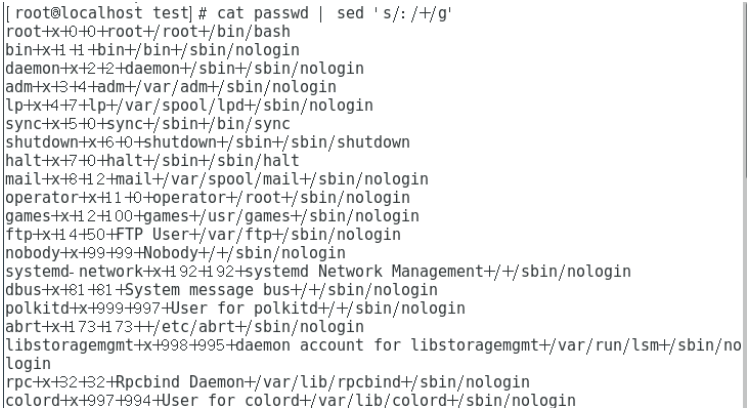 [root@localhost test]# cat passwd | sed 's/:/+/g'
root+x+0+0+root+/root+/bin/bash
bin+x+1+1+bin+/bin+/sbin/nologin
daemon+x+2+2+daemon+/sbin+/sbin/nologin
adm+x+3+4+adm+/var/adm+/sbin/nologin
lp+x+4+7+lp+/var/spool/lpd+/sbin/nologin
sync+x+5+0+sync+/sbin+/bin/sync
shutdown+x+6+0+shutdown+/sbin+/sbin/shutdown
halt+x+7+0+halt+/sbin+/sbin/halt
mail+x+8+12+mail+/var/spool/mail+/sbin/nologin
operator+x+11+0+operator+/root+/sbin/nologin
games+x+12+100+games+/usr/games+/sbin/nologin
ftp+x+14+50+FTP User+/var/ftp+/sbin/nologin
nobody+x+99+99+Nobody+/+/sbin/nologin
systemd-network+x+192+192+systemd Network Management+/+/sbin/nologin
dbus+x+81+81+System message bus+/+/sbin/nologin
polkitd+x+999+997+User for polkitd+/+/sbin/nologin
abrt+x+173+173++/etc/abrt+/sbin/nologin
libstoragemgmt+x+998+995+daemon account for libstoragemgmt+/var/run/lsm+/sbin/no
login
rpc+x+32+32+Rpcbind Daemon+/var/lib/rpcbind+/sbin/nologin
colord+x+997+994+User for colord+/var/lib/colord+/sbin/nologin